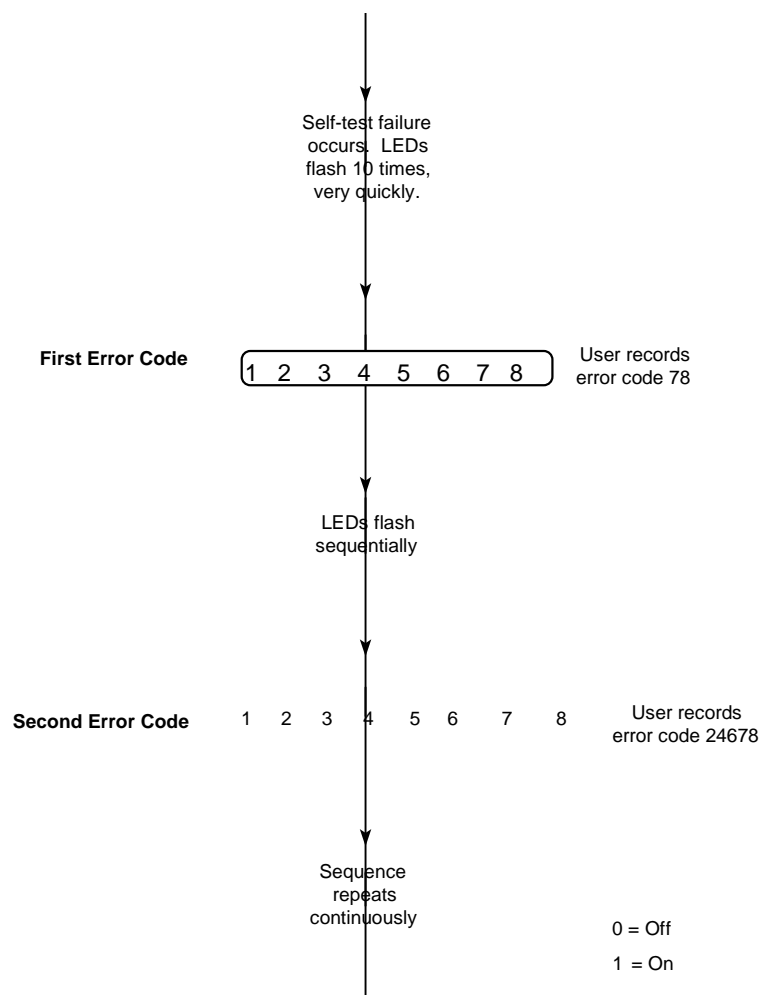 Self-test failure
occurs. LEDs
flash 10 times,
very quickly.
First Error Code
1 2 3 4 5 6 7 8
User records
error code 78
LEDs flash
sequentially
Second Error Code
1 2 3 4 5 6 7 8
User records
error code 24678
Sequence
repeats
continuously
0 = Off
1 = On